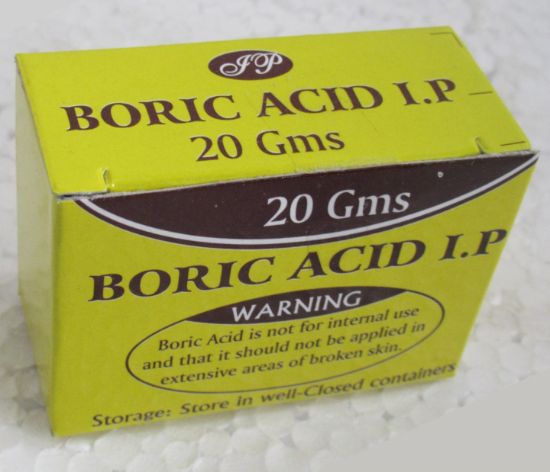 JP
BORIC ACID I.P
20 Gms
20 Gms
BORIC ACID I.P
WARNING
Boric Acid is not for internal use
and that it should not be applied in
extensive areas of broken skin.
Storage: Store in well-Closed containers